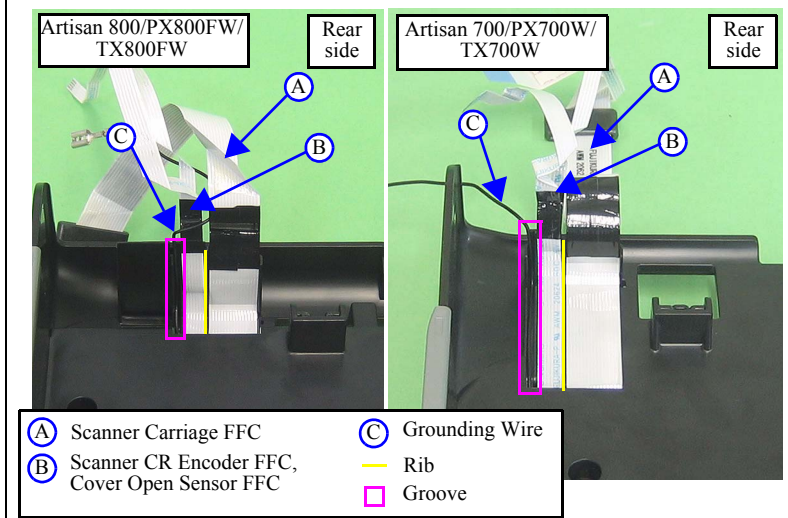 Artisan 800/PX800FW/
TX800FW
Rear
side
Artisan 700/PX700W/
TX700W
Rear
side
A
B
C
A
B
C
A Scanner Carriage FFC
B Scanner CR Encoder FFC,
Cover Open Sensor FFC
C Grounding Wire
Rib
Groove